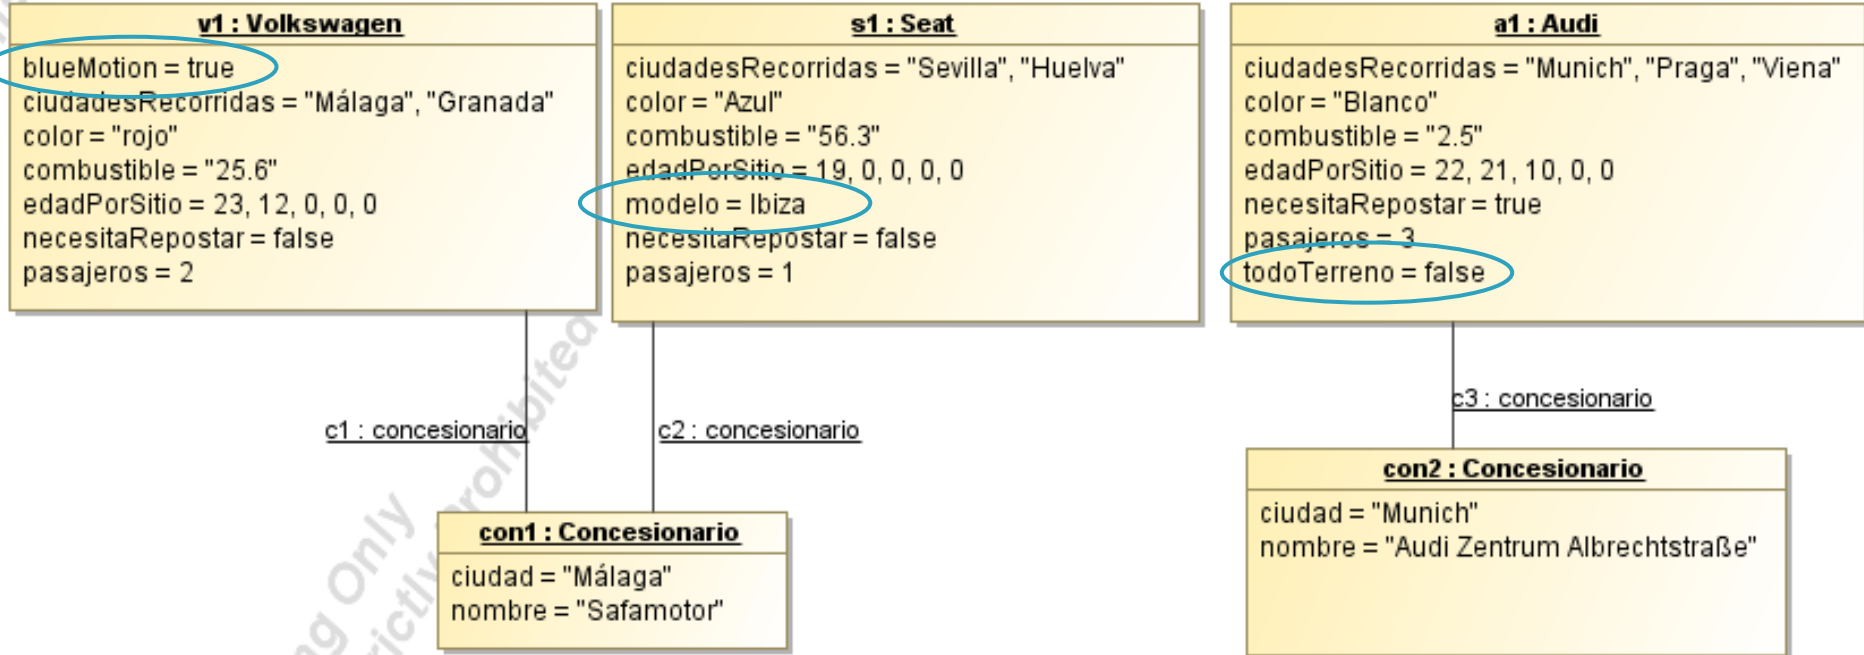 v1 : Volkswagen
blueMotion = true
ciudadesRecorridas = "Málaga", "Granada"
color = "rojo"
combustible = "25.6"
edadPorSitio = 23, 12, 0, 0, 0
necesitaRepostar = false
pasajeros = 2
s1 : Seat
ciudadesRecorridas = "Sevilla", "Huelva"
color = "Azul"
combustible = "56.3"
edadPorSitio = 19, 0, 0, 0, 0
modelo = Ibiza
necesitaRepostar = false
pasajeros = 1
a1 : Audi
ciudadesRecorridas = "Munich", "Praga", "Viena"
color = "Blanco"
combustible = "2.5"
edadPorSitio = 22, 21, 10, 0, 0
necesitaRepostar = true
pasajeros = 3
todoTerreno = false
c1 : concesionario
c2 : concesionario
c3 : concesionario
con1 : Concesionario
ciudad = "Málaga"
nombre = "Safamotor"
con2 : Concesionario
ciudad = "Munich"
nombre = "Audi Zentrum Albrechtstraße"
Only
prohibited